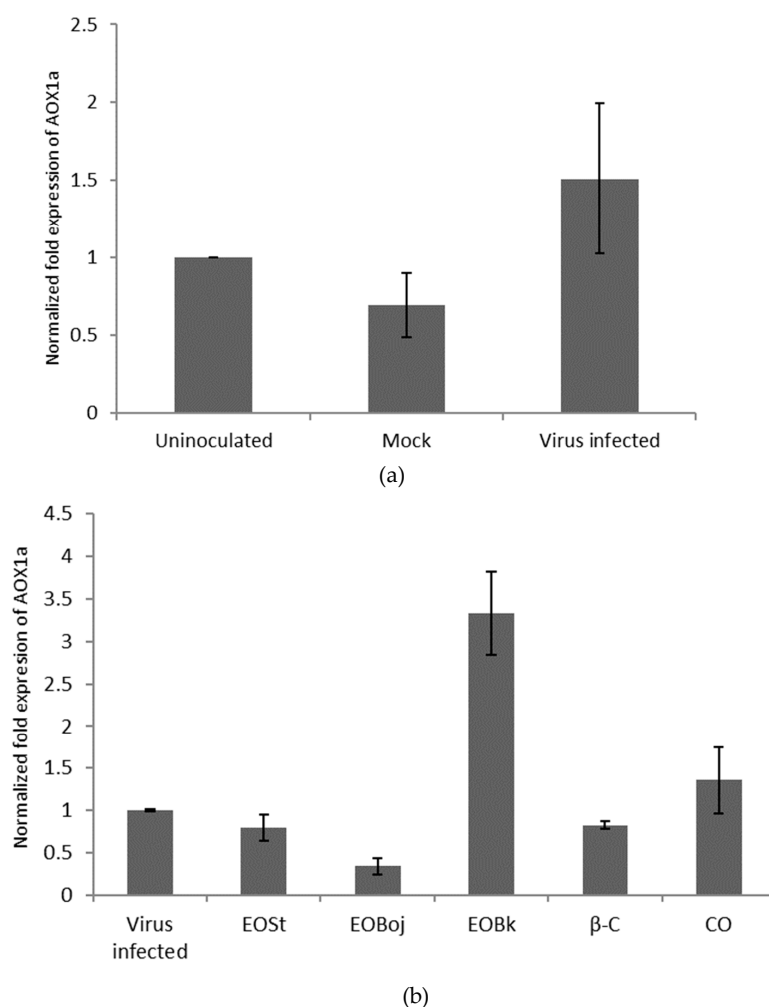 Normalized fold expression of AOX1a
2.5
2
1.5
1
0.5
0
Uninoculated Mock Virus infected
(a)
Normalized fold expresion of AOX1a
4.5
4
3.5
3
2.5
2
1.5
1
0.5
0
Virus infected EOSt EOBoj EOBk β-C CO
(b)